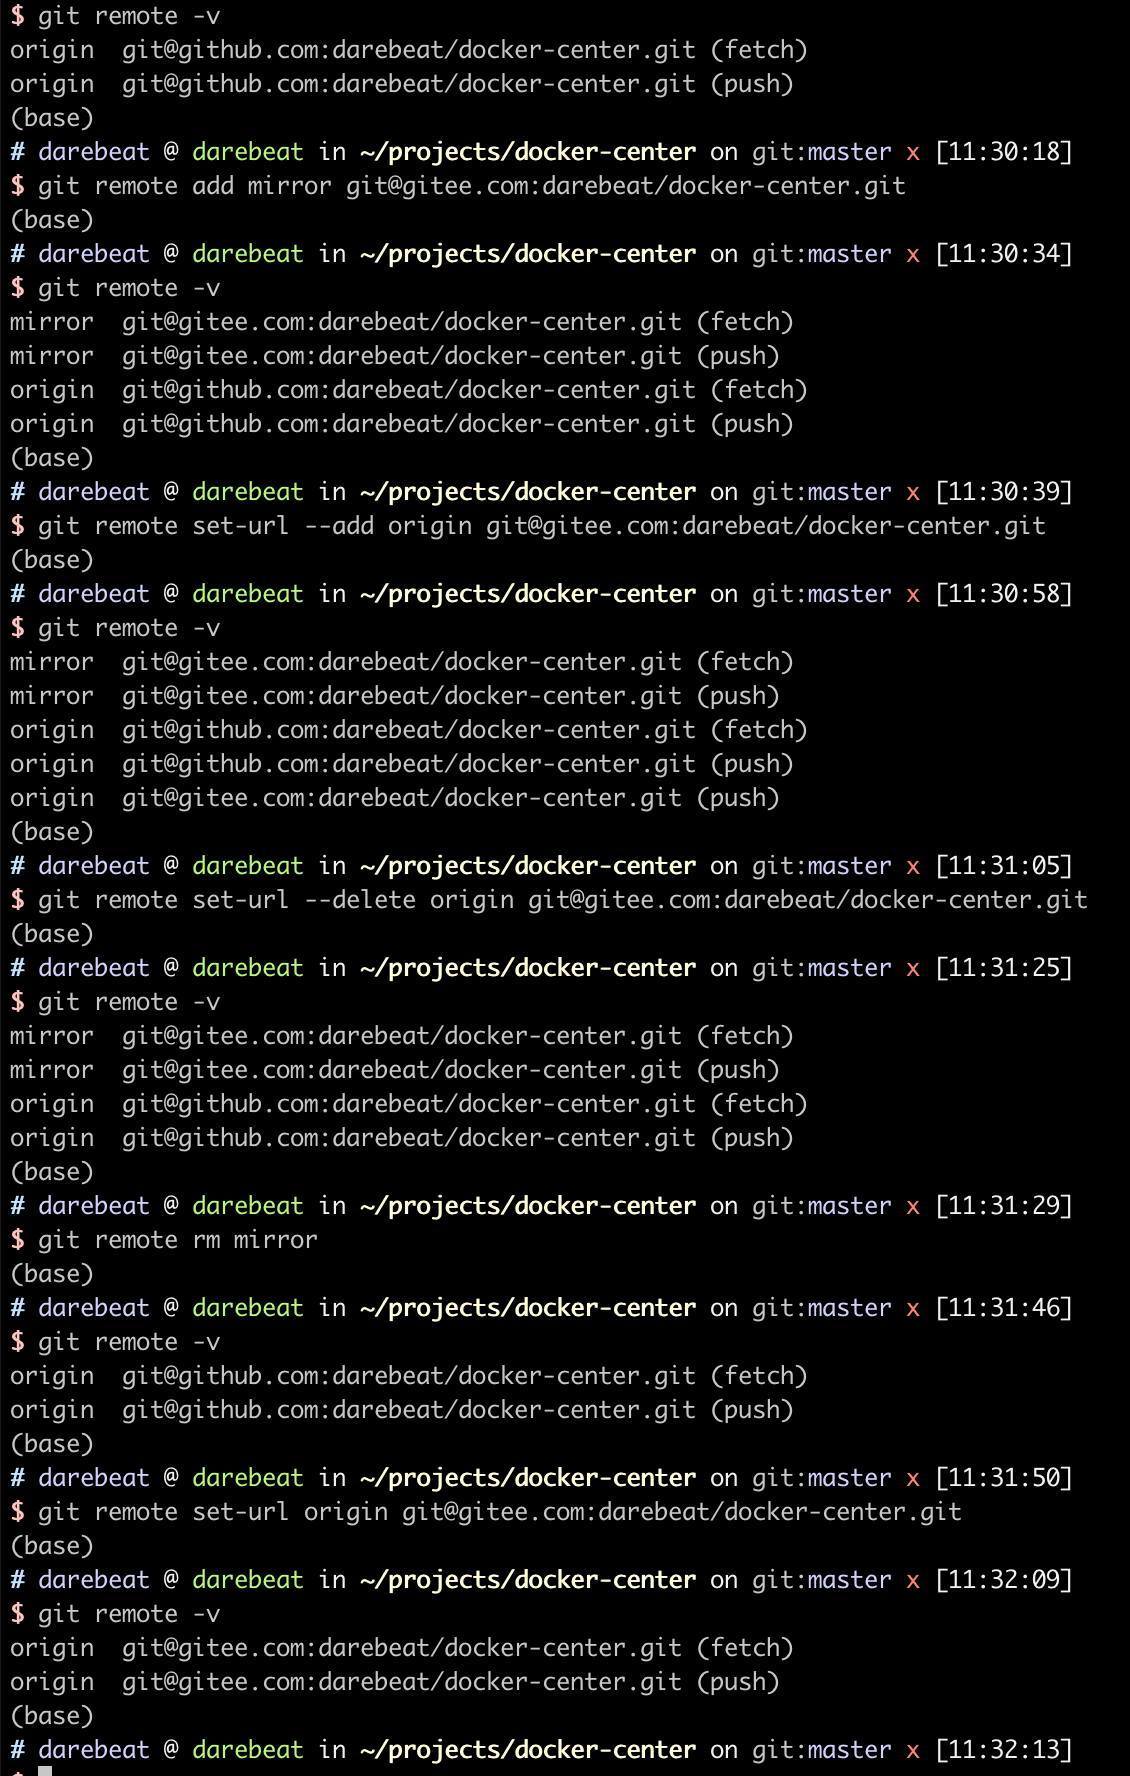 $ git remote -v
origin  git@github.com:darebeat/docker-center.git (fetch)
origin  git@github.com:darebeat/docker-center.git (push)
(base)
# darebeat @ darebeat in ~/projects/docker-center on git:master x [11:30:18]
$ git remote add mirror git@gitee.com:darebeat/docker-center.git
(base)
# darebeat @ darebeat in ~/projects/docker-center on git:master x [11:30:34]
$ git remote -v
mirror  git@gitee.com:darebeat/docker-center.git (fetch)
mirror  git@gitee.com:darebeat/docker-center.git (push)
origin  git@github.com:darebeat/docker-center.git (fetch)
origin  git@github.com:darebeat/docker-center.git (push)
(base)
# darebeat @ darebeat in ~/projects/docker-center on git:master x [11:30:39]
$ git remote set-url --add origin git@gitee.com:darebeat/docker-center.git
(base)
# darebeat @ darebeat in ~/projects/docker-center on git:master x [11:30:58]
$ git remote -v
mirror  git@gitee.com:darebeat/docker-center.git (fetch)
mirror  git@gitee.com:darebeat/docker-center.git (push)
origin  git@github.com:darebeat/docker-center.git (fetch)
origin  git@github.com:darebeat/docker-center.git (push)
origin  git@gitee.com:darebeat/docker-center.git (push)
(base)
# darebeat @ darebeat in ~/projects/docker-center on git:master x [11:31:05]
$ git remote set-url --delete origin git@gitee.com:darebeat/docker-center.git
(base)
# darebeat @ darebeat in ~/projects/docker-center on git:master x [11:31:25]
$ git remote -v
mirror  git@gitee.com:darebeat/docker-center.git (fetch)
mirror  git@gitee.com:darebeat/docker-center.git (push)
origin  git@github.com:darebeat/docker-center.git (fetch)
origin  git@github.com:darebeat/docker-center.git (push)
(base)
# darebeat @ darebeat in ~/projects/docker-center on git:master x [11:31:29]
$ git remote rm mirror
(base)
# darebeat @ darebeat in ~/projects/docker-center on git:master x [11:31:46]
$ git remote -v
origin  git@github.com:darebeat/docker-center.git (fetch)
origin  git@github.com:darebeat/docker-center.git (push)
(base)
# darebeat @ darebeat in ~/projects/docker-center on git:master x [11:31:50]
$ git remote set-url origin git@gitee.com:darebeat/docker-center.git
(base)
# darebeat @ darebeat in ~/projects/docker-center on git:master x [11:32:09]
$ git remote -v
origin  git@gitee.com:darebeat/docker-center.git (fetch)
origin  git@gitee.com:darebeat/docker-center.git (push)
(base)
# darebeat @ darebeat in ~/projects/docker-center on git:master x [11:32:13]
$